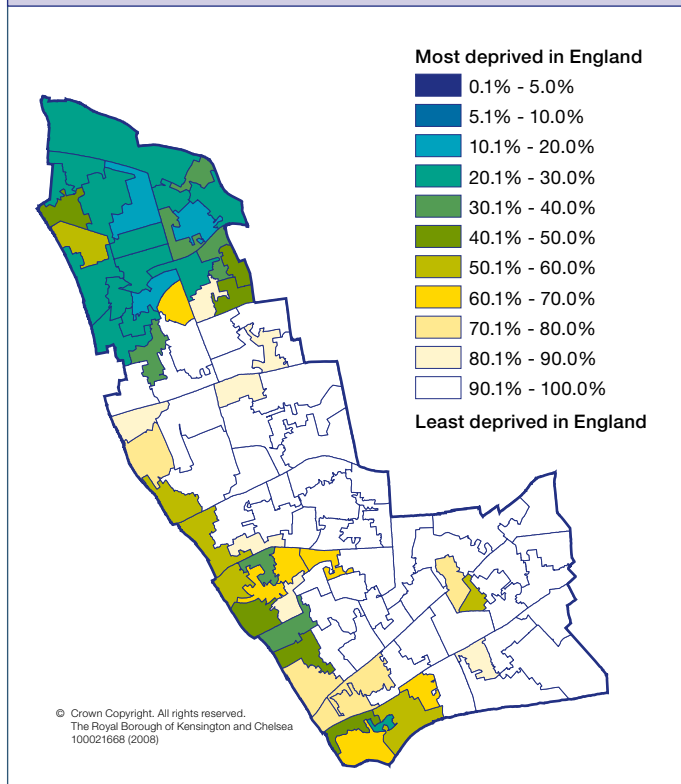 Most deprived in England
0.1% - 5.0%
5.1% - 10.0%
10.1% - 20.0%
20.1% - 30.0%
30.1% - 40.0%
40.1% - 50.0%
50.1% - 60.0%
60.1% - 70.0%
70.1% - 80.0%
80.1% - 90.0%
90.1% - 100.0%
Least deprived in England
© Crown Copyright. All rights reserved.
The Royal Borough of Kensington and Chelsea
100021668 (2008)